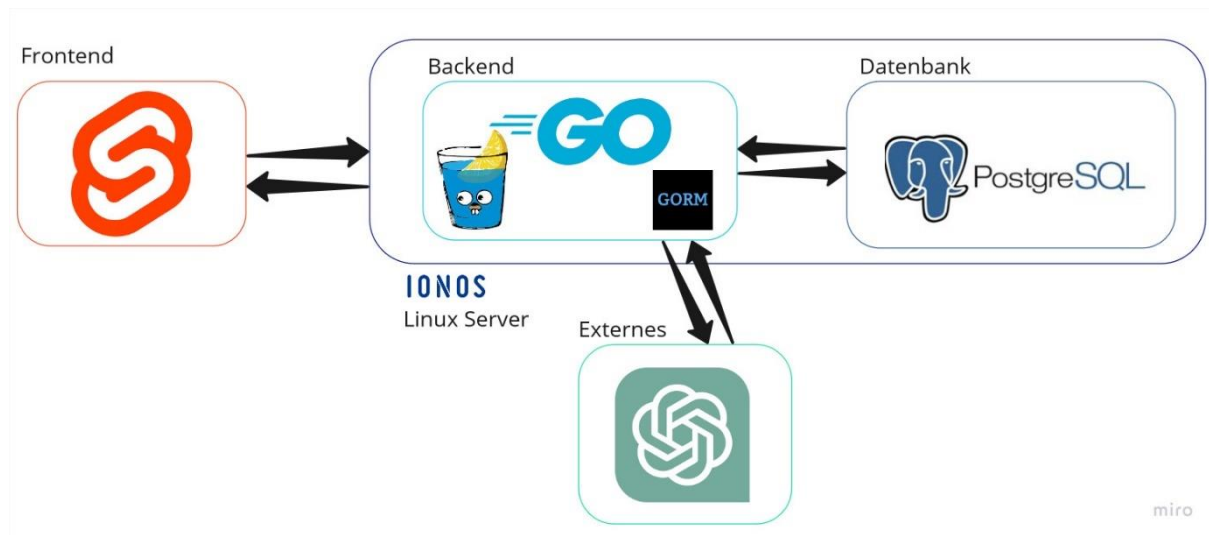 Frontend
Backend
Datenbank
GO
GORM
PostgreSQL
IONOS
Linux Server
Externes
miro